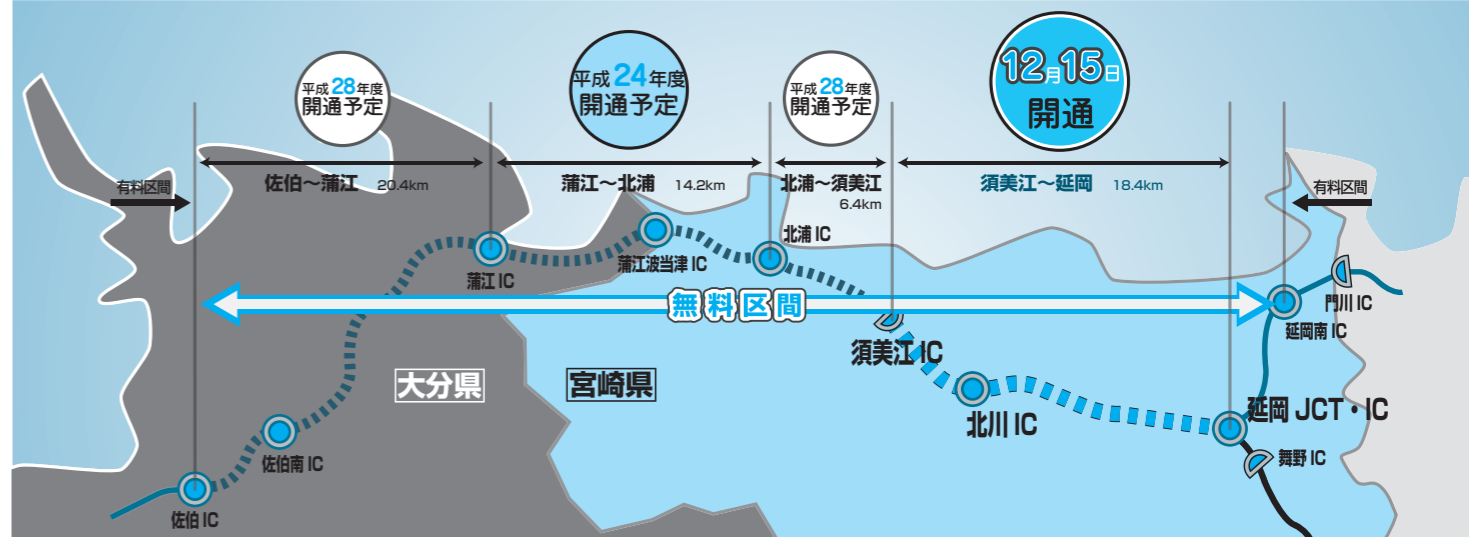 平成28年度
開通予定
平成24年度
開通予定
平成28年度
開通予定
12月15日
開通
有料区間
佐伯～蒲江 20.4km
蒲江～北浦 14.2km
北浦～須美江
6.4km
須美江～延岡 18.4km
有料区間
北浦 IC
蒲江波当津 IC
蒲江 IC
無料区間
門川 IC
延岡南 IC
須美江 IC
大分県
宮崎県
北川 IC
延岡 JCT・IC
佐伯南 IC
舞野 IC
佐伯 IC